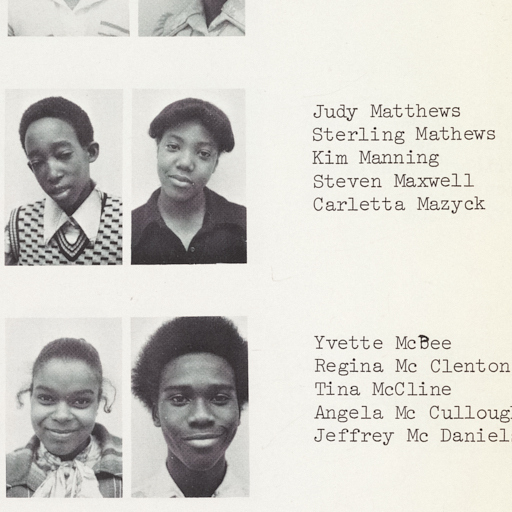 Judy Matthews
Sterling Mathews
Kim Manning
Steven Maxwell
Carletta Mazyck
Yvette McBee
Regina Mc Clenton
Tina McCline
Angela Mc Culloug
Jeffrey Mc Daniel